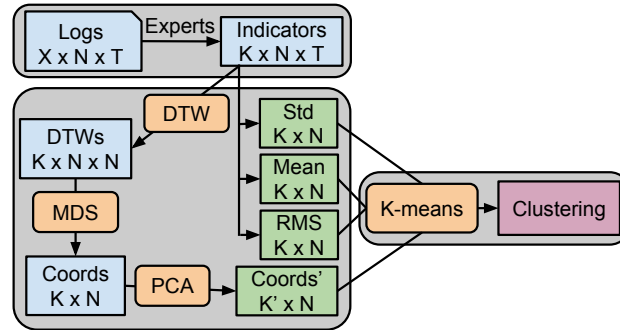 Logs
X x N x T
Experts
Indicators
K x N x T
DTW
DTWs
K x N x N
MDS
Coords
K x N
PCA
Std
K x N
Mean
K x N
RMS
K x N
Coords'
K' x N
K-means
Clustering